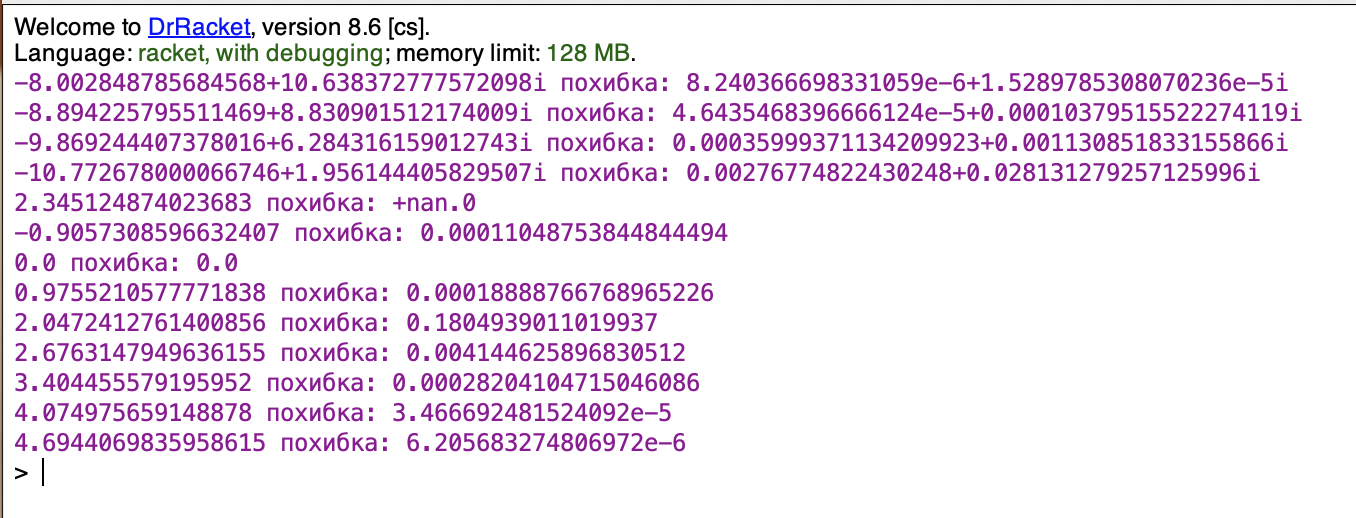 Welcome to DrRacket, version 8.6 [cs].
Language: racket, with debugging; memory limit: 128 MB.
-8.002848785684568+10.638372777572098i похибка: 8.240366698331059e-6+1.5289785308070236e-5i
-8.894225795511469+8.830901512174009i похибка: 4.6435468396666124e-5+0.00010379515522274119i
-9.869244407378016+6.284316159012743i похибка: 0.00035999371134209923+0.001130851833155866i
-10.772678000066746+1.956144405829507i похибка: 0.00276774822430248+0.028131279257125996i
2.345124874023683 похибка: +nan.0
-0.9057308596632407 похибка: 0.00011048753844844494
0.0 похибка: 0.0
0.9755210577771838 похибка: 0.00018888766768965226
2.0472412761400856 похибка: 0.1804939011019937
2.6763147949636155 похибка: 0.004144625896830512
3.404455579195952 похибка: 0.00028204104715046086
4.074975659148878 похибка: 3.466692481524092e-5
4.6944069835958615 похибка: 6.205683274806972e-6
>